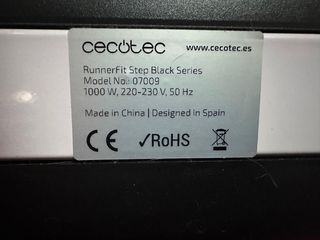 cecotec www.cecotec.es
RunnerFit Step Black Series
Model No.: 07009
1000 W, 220-230 V, 50 Hz
Made in China | Designed in Spain
CE ✓RoHS